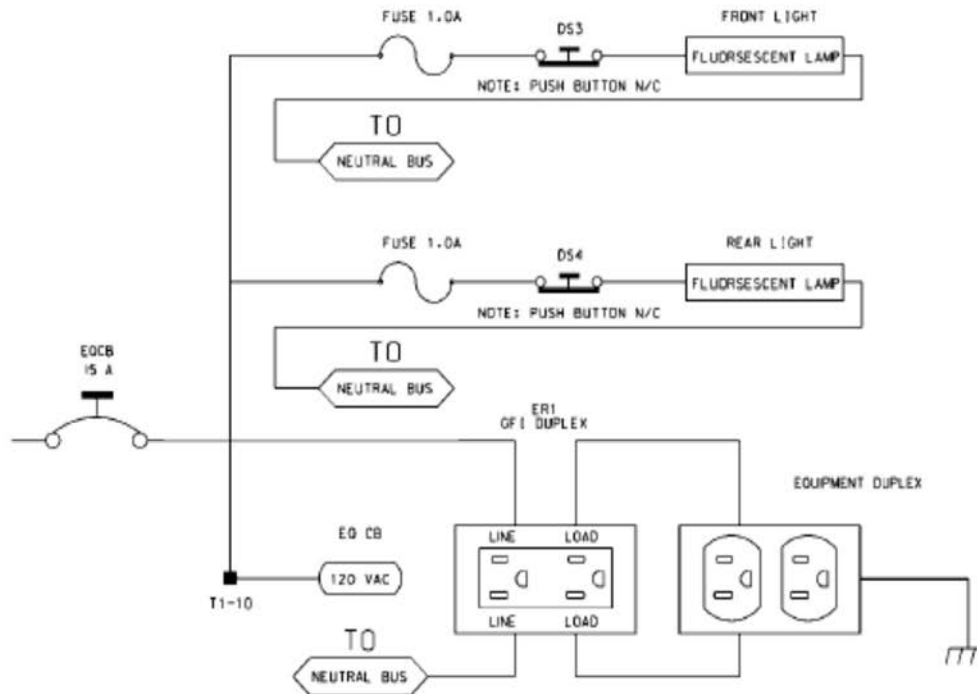 FUSE 1.0A
DS3
FRONT LIGHT
FLUORSESCENT LAMP
NOTE: PUSH BUTTON N/C
TO
NEUTRAL BUS
FUSE 1.0A
DS4
REAR LIGHT
FLUORSESCENT LAMP
NOTE: PUSH BUTTON N/C
TO
NEUTRAL BUS
EQCB
15 A
ER1
GFI DUPLEX
EQUIPMENT DUPLEX
LINE LOAD
EQ CB
120 VAC
T1-10
LINE LOAD
TO
NEUTRAL BUS